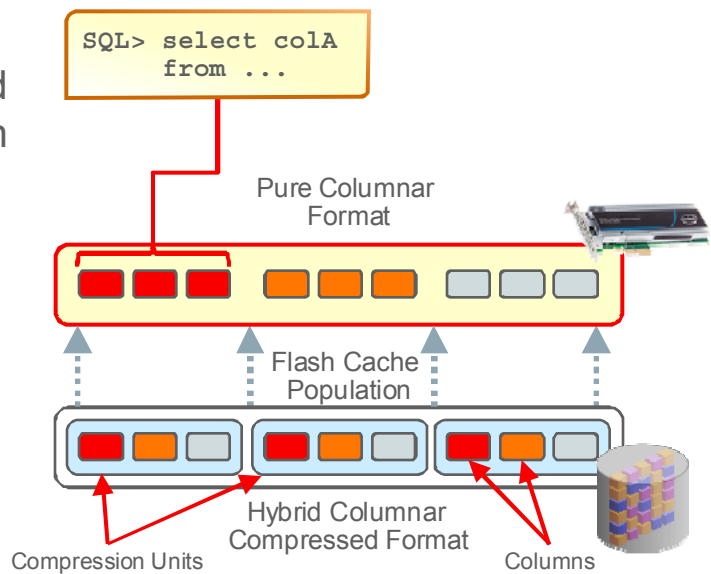 SQL> select colA
from ...
d
n
Pure Columnar
Format
Flash Cache
Population
Hybrid Columnar
Compressed Format
Compression Units
Columns